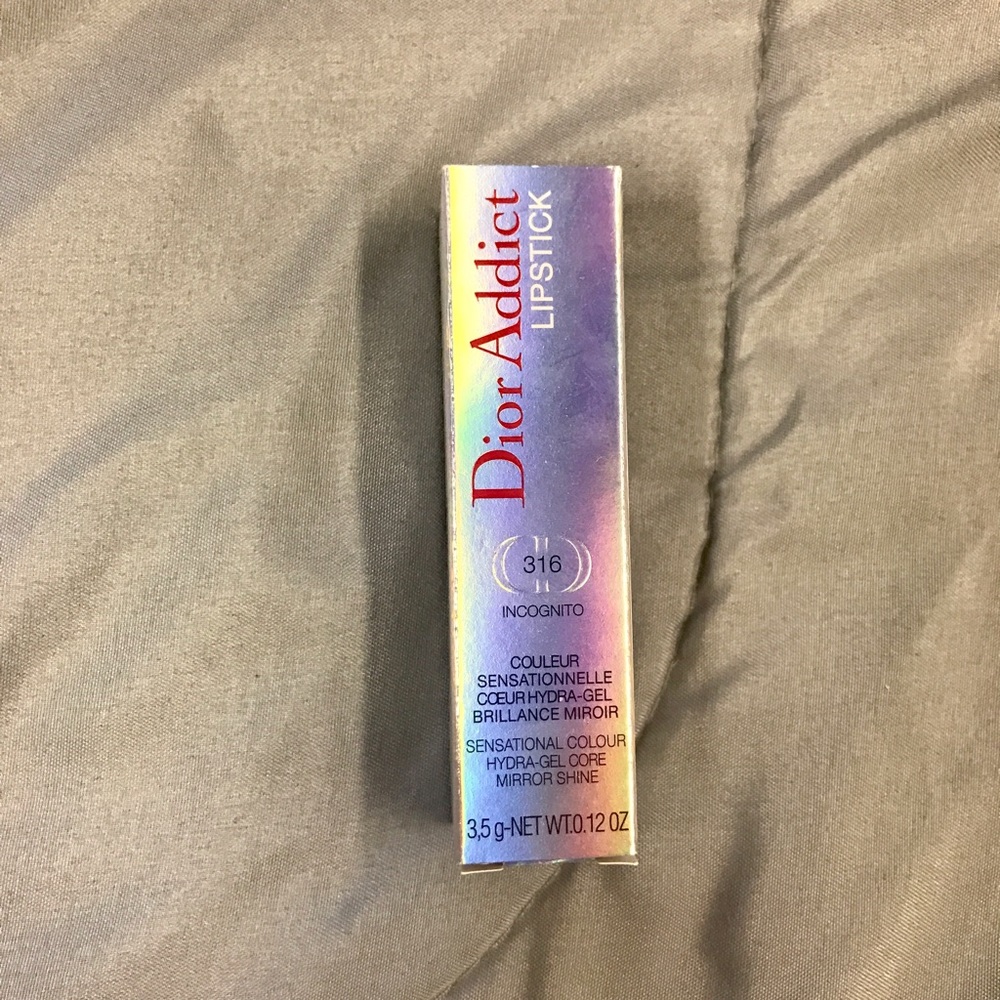 Dior Addict
LIPSTICK
316
INCOGNITO
COULEUR
SENSATIONNELLE
CŒUR HYDRA-GEL
BRILLANCE MIROIR
SENSATIONAL COLOUR
HYDRA-GEL CORE
MIRROR SHINE
3,5 g-NET WT.0.12 OZ